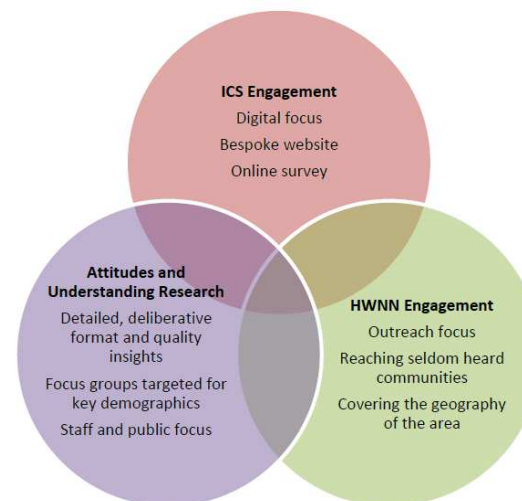 ICS Engagement
Digital focus
Bespoke website
Online survey
Attitudes and
Understanding Research
Detailed, deliberative
format and quality
insights
Focus groups targeted for
key demographics
Staff and public focus
HWNN Engagement
Outreach focus
Reaching seldom heard
communities
Covering the geography
of the area